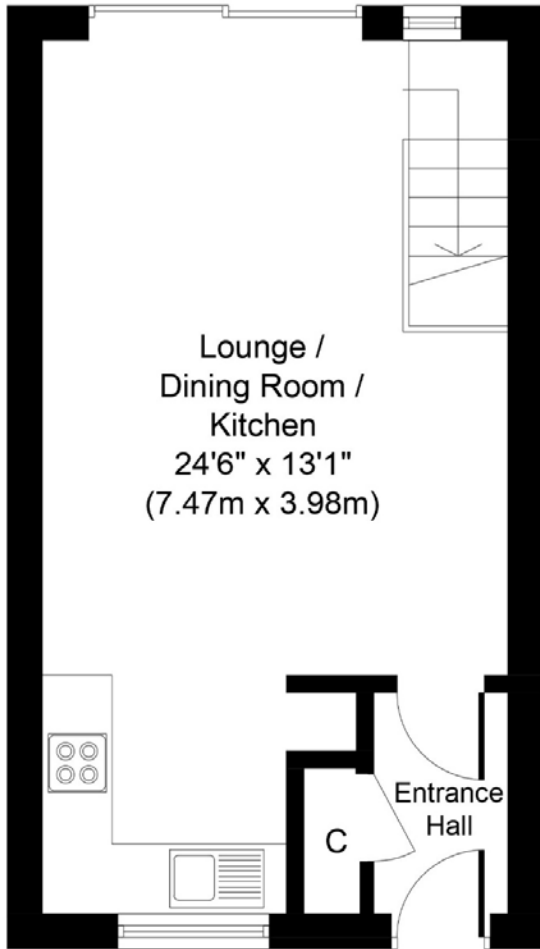 Lounge /
Dining Room /
Kitchen
24'6" x 13'1"
(7.47m x 3.98m)
Entrance
Hall
C